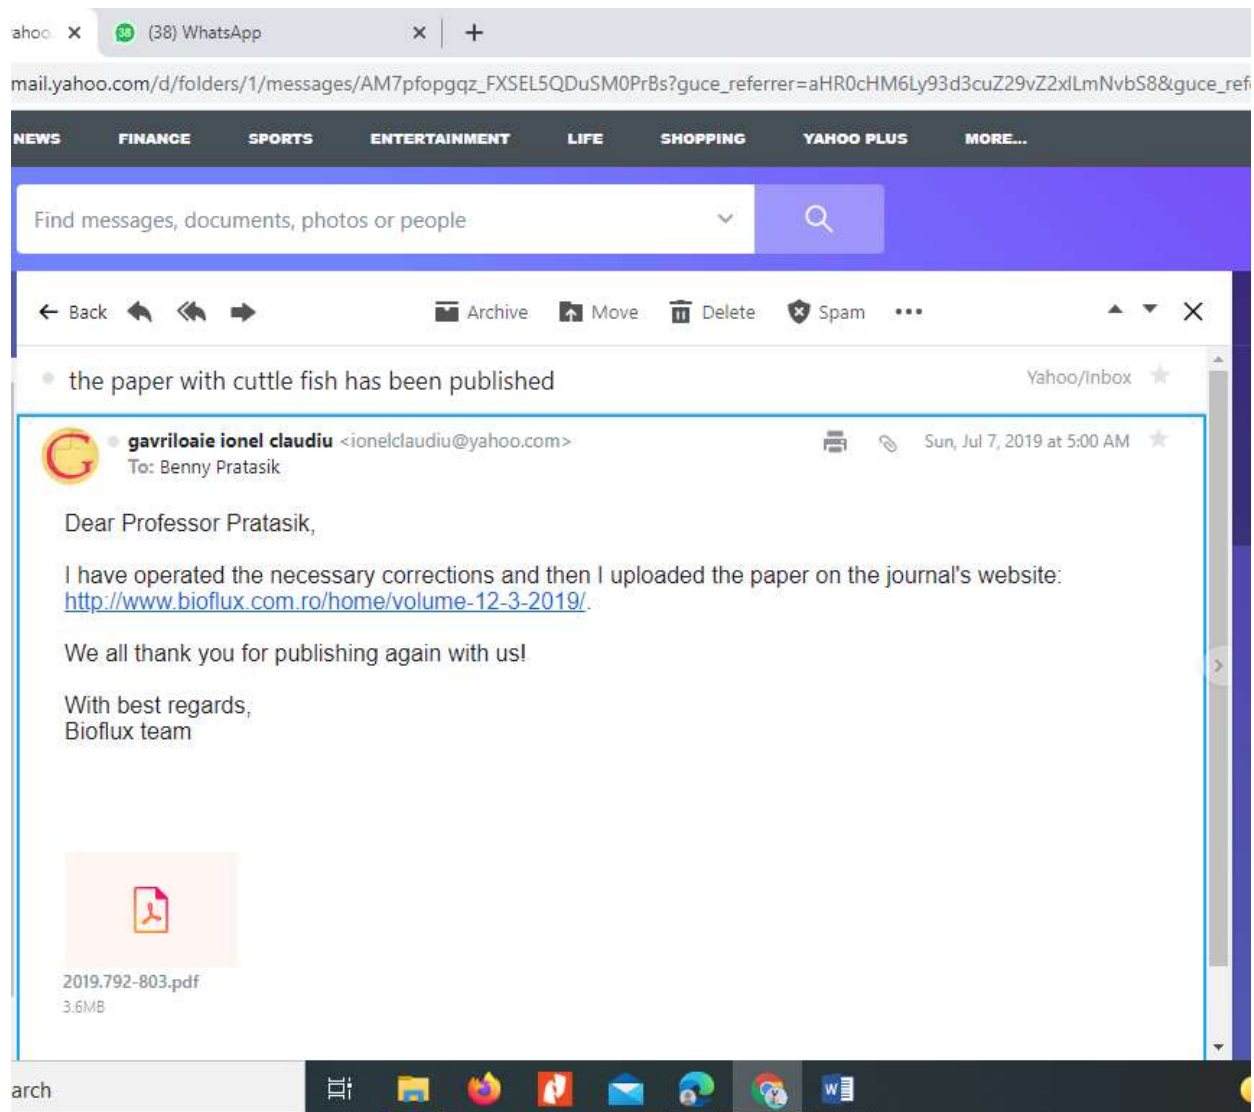 ahoo
(38) WhatsApp
mail.yahoo.com/d/folders/1/messages/AM7pfopgqz_FXSEL5QDuSM0PrBs?guce_referrer=aHR0cHM6Ly93d3cuZ29vZ2xlLmNvbS8&guce_ref
NEWS FINANCE SPORTS ENTERTAINMENT LIFE SHOPPING YAHOO PLUS MORE...
Find messages, documents, photos or people
Back Archive Move Delete Spam
the paper with cuttle fish has been published Yahoo/Inbox
gavriloaie ionel claudiu <ionelclaudiu@yahoo.com> Sun, Jul 7, 2019 at 5:00 AM
To: Benny Pratasik
Dear Professor Pratasik,
I have operated the necessary corrections and then I uploaded the paper on the journal's website:
http://www.bioflux.com.ro/home/volume-12-3-2019/.
We all thank you for publishing again with us!
With best regards,
Bioflux team
2019.792-803.pdf
3.6MB
arch